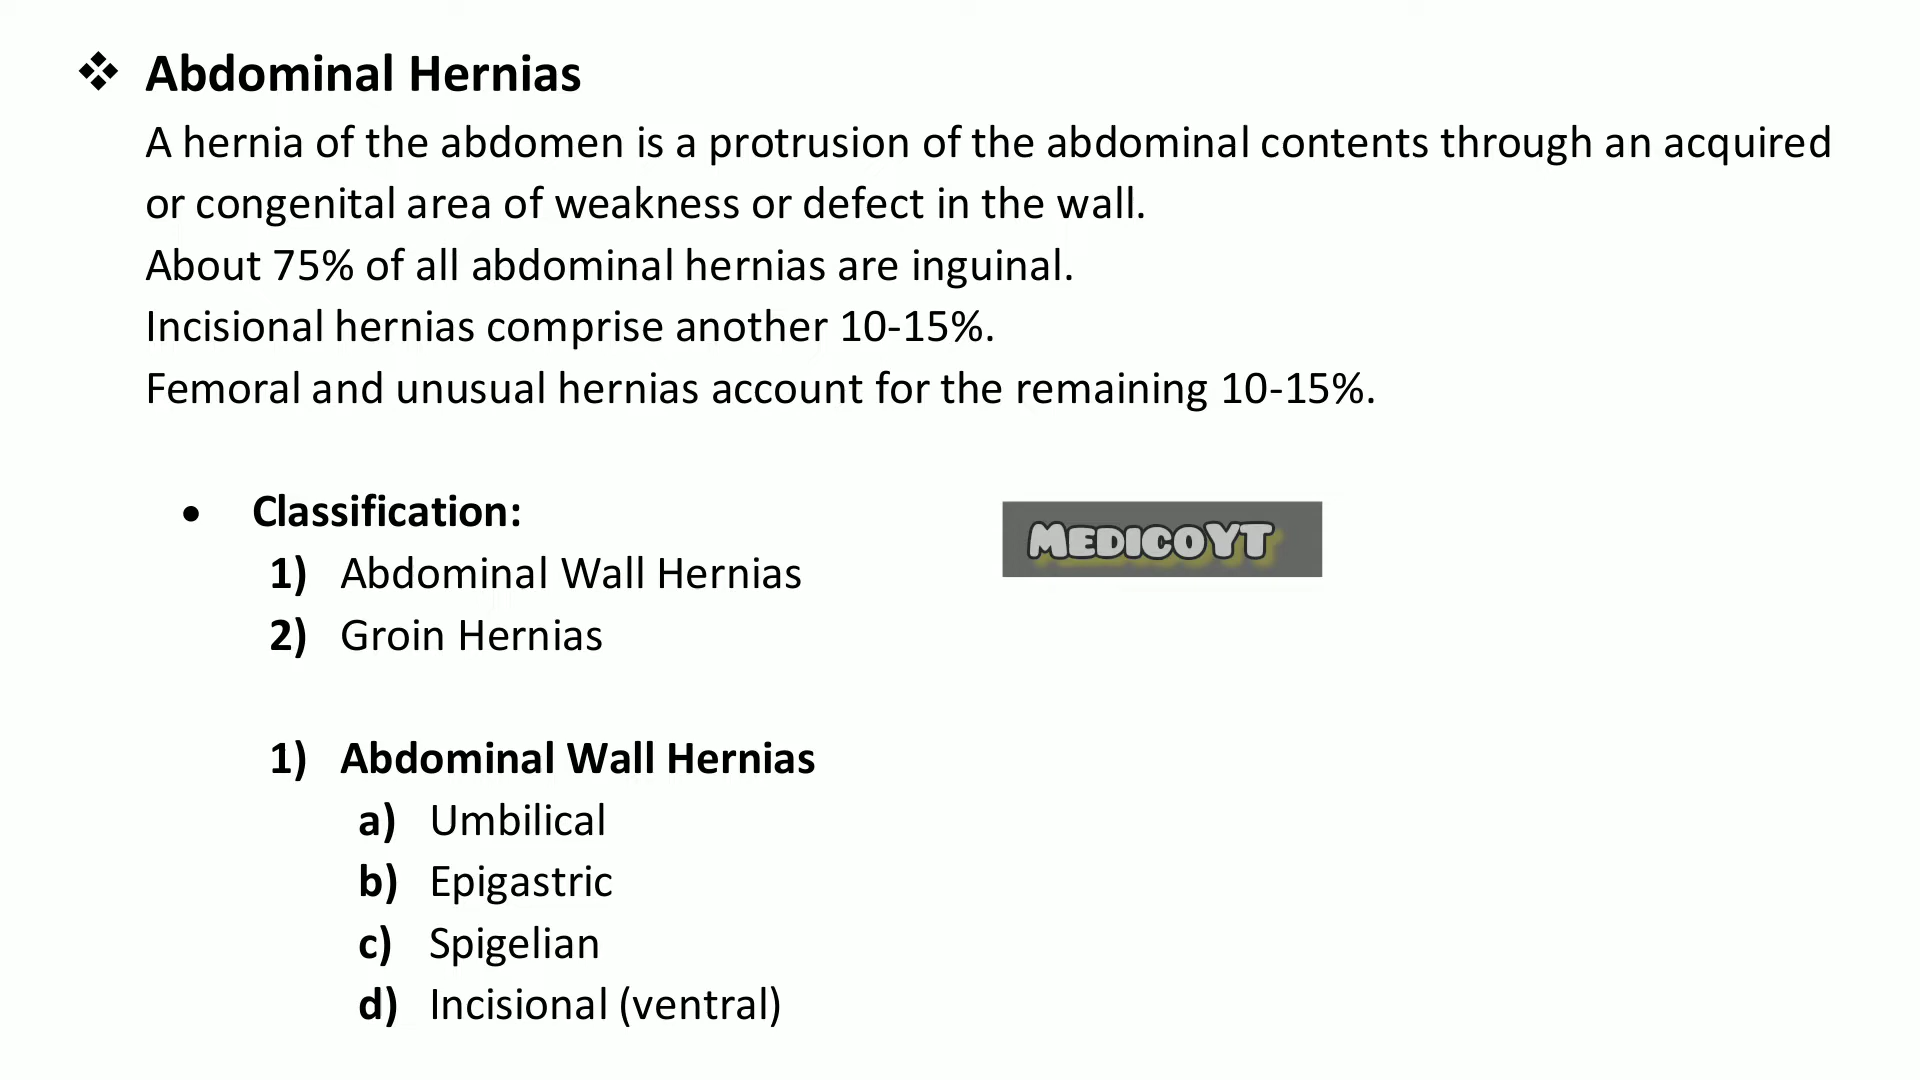 ❖ Abdominal Hernias
A hernia of the abdomen is a protrusion of the abdominal contents through an acquired
or congenital area of weakness or defect in the wall.
About 75% of all abdominal hernias are inguinal.
Incisional hernias comprise another 10-15%.
Femoral and unusual hernias account for the remaining 10-15%.
• Classification:
1) Abdominal Wall Hernias
MEDICOYT
2) Groin Hernias
1) Abdominal Wall Hernias
a) Umbilical
b) Epigastric
c) Spigelian
d) Incisional (ventral)